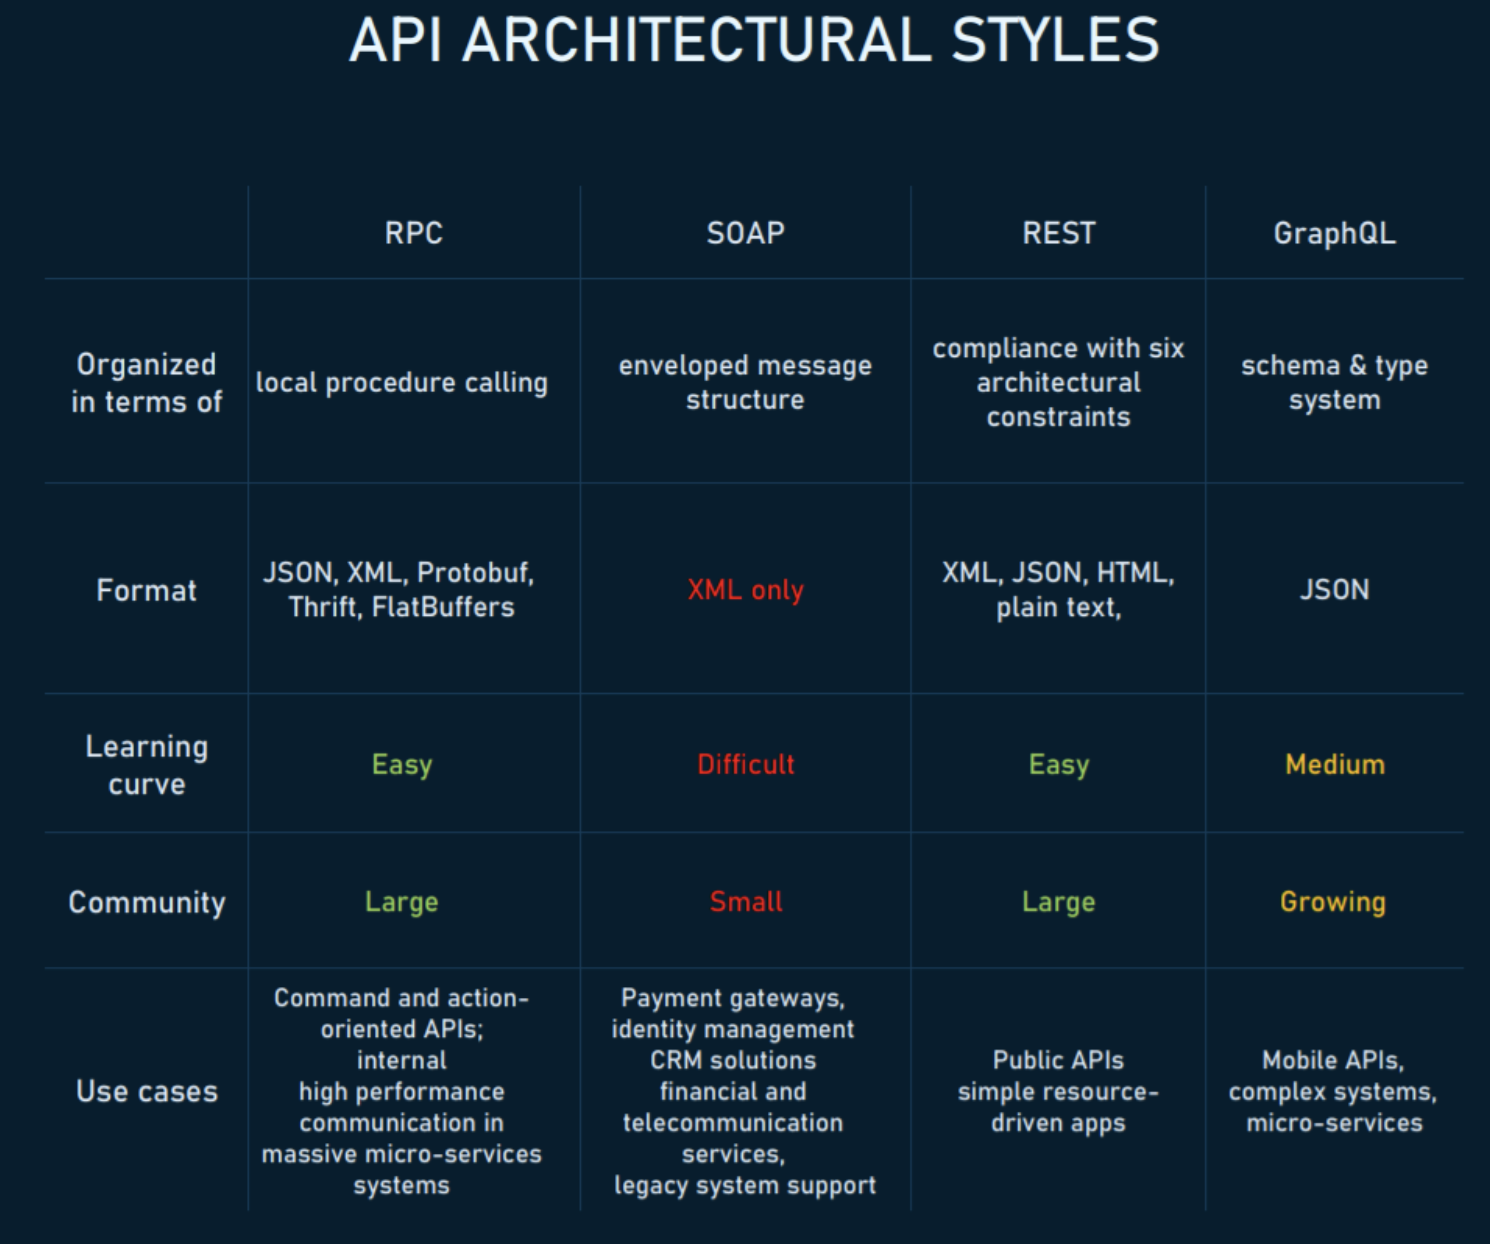 API ARCHITECTURAL STYLES
RPC
SOAP
REST
GraphQL
Organized
in terms of
local procedure calling
enveloped message
structure
compliance with six
architectural
constraints
schema & type
system
Format
JSON, XML, Protobuf,
Thrift, FlatBuffers
XML only
XML, JSON, HTML,
plain text,
JSON
Learning
curve
Easy
Difficult
Easy
Medium
Community
Large
Small
Large
Growing
Use cases
Command and action-
oriented APIs;
internal
high performance
communication in
massive micro-services
systems
Payment gateways,
identity management
CRM solutions
financial and
telecommunication
services,
legacy system support
Public APIs
simple resource-
driven apps
Mobile APIs,
complex systems,
micro-services